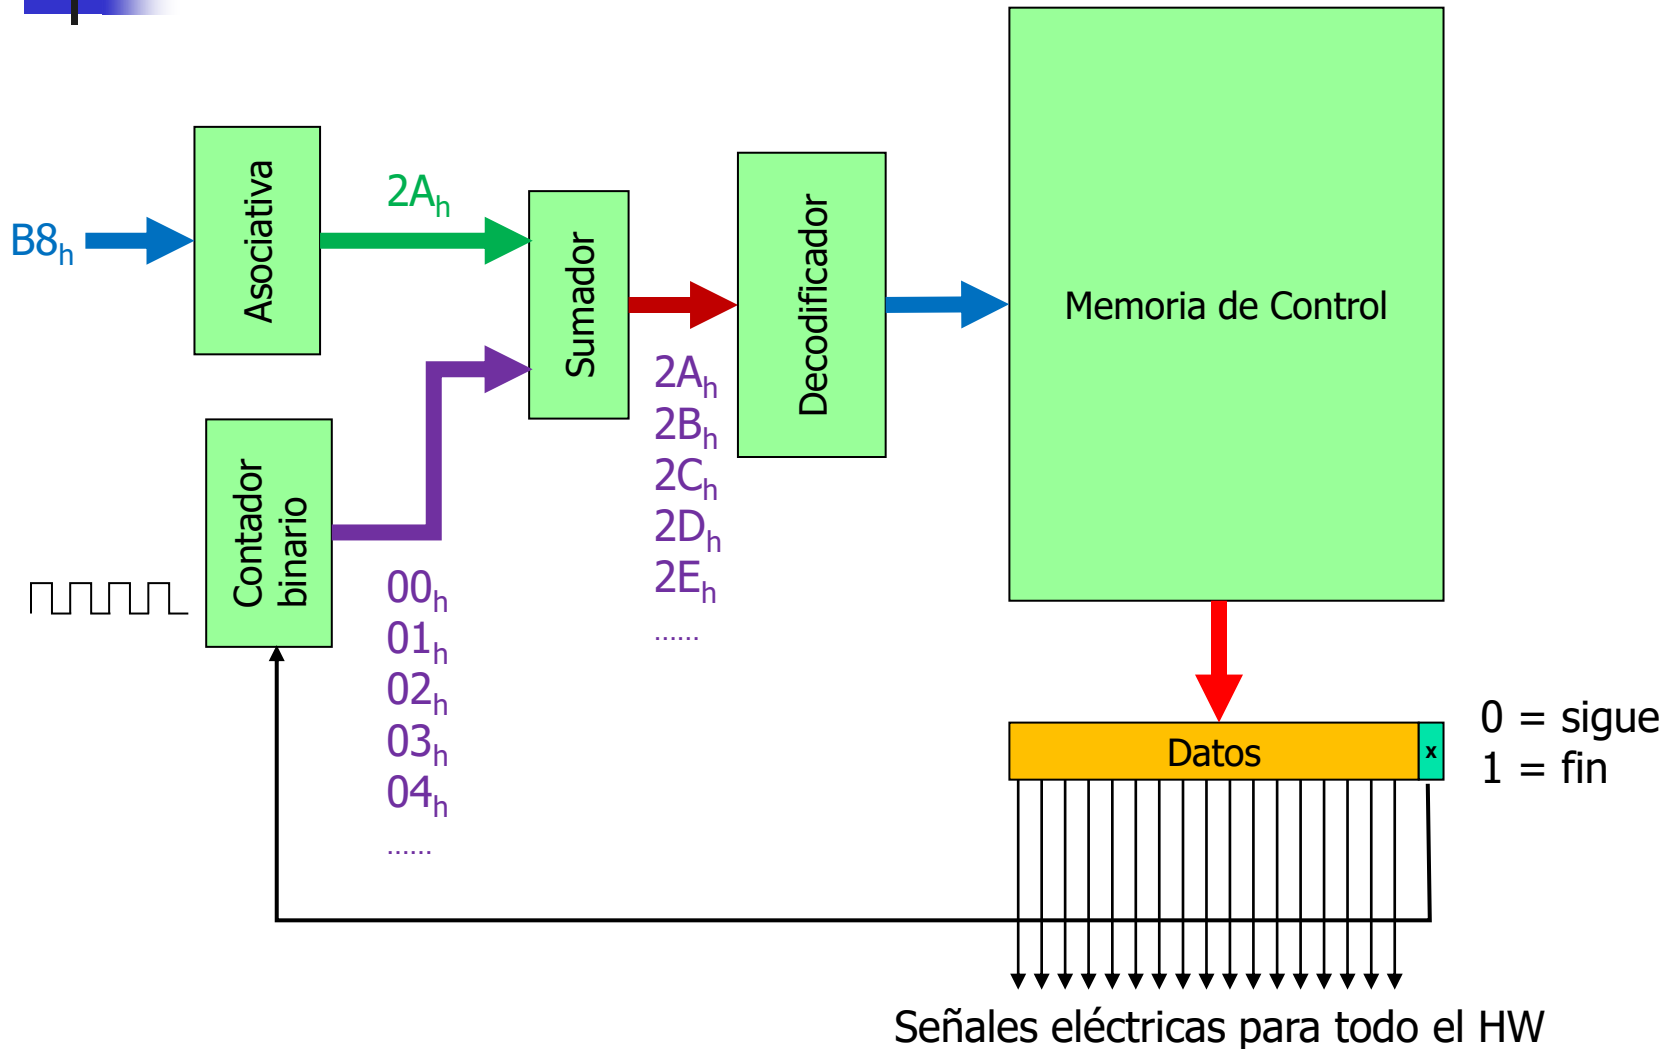 B8h
Asociativa
2Ah
Sumador
Decodificador
Memoria de Control
2Ah
2Bh
2Ch
2Dh
2Eh
......
Contador
binario
00h
01h
02h
03h
04h
......
Datos
x
0 = sigue
1 = fin
Señales eléctricas para todo el HW